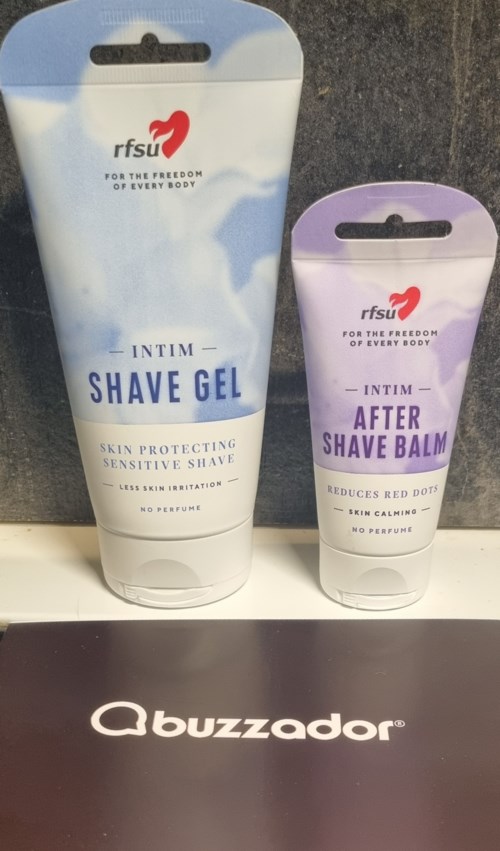 rfsu
FOR THE FREEDOM
OF EVERY BODY
INTIM
SHAVE GEL
SKIN PROTECTING
SENSITIVE SHAVE
LESS SKIN IRRITATION
NO PERFUME
rfsu
FOR THE FREEDOM
OF EVERY BODY
INTIM
AFTER
SHAVE BALM
REDUCES RED DOTS
SKIN CALMING
NO PERFUME
buzzador®